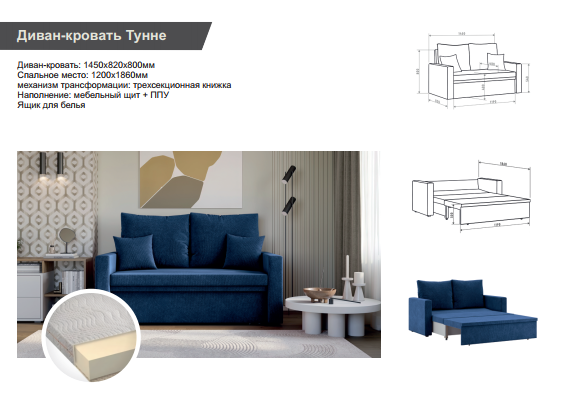 Диван-кровать Тунне
Диван-кровать: 1450х820х800мм
Спальное место: 1200х1860мм
механизм трансформации: трехсекционная книжка
Наполнение: мебельный щит + ППУ
Ящик для белья